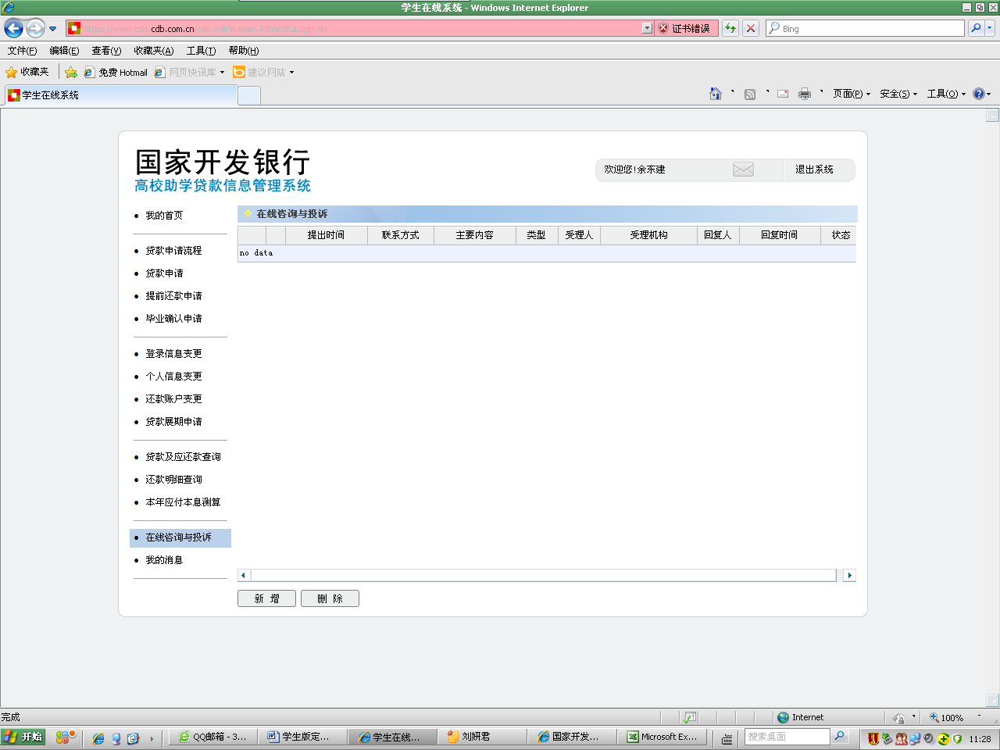 学生在线系统 - Windows Internet Explorer
https://www.csls.cdb.com.cn/csls.online.main.ActionStuLogin.do
证书错误
Bing
文件(F) 编辑(E) 查看(V) 收藏夹(A) 工具(T) 帮助(H)
收藏夹 免费 Hotmail 网页快讯库 建议网站
学生在线系统
页面(P) 安全(S) 工具(O)
国家开发银行
高校助学贷款信息管理系统
欢迎您!余东建
退出系统
我的首页
贷款申请流程
贷款申请
提前还款申请
毕业确认申请
登录信息变更
个人信息变更
还款账户变更
贷款展期申请
贷款及应还款查询
还款明细查询
本年应付本息测算
在线咨询与投诉
我的消息
在线咨询与投诉
提出时间 联系方式 主要内容 类型 受理人 受理机构 回复人 回复时间 状态
no data
新 增 删 除
完成
Internet
100%
开始
QQ邮箱 - 3...
学生版定...
学生在线...
刘妍君
国家开发...
Microsoft Ex...
搜索桌面
11:28